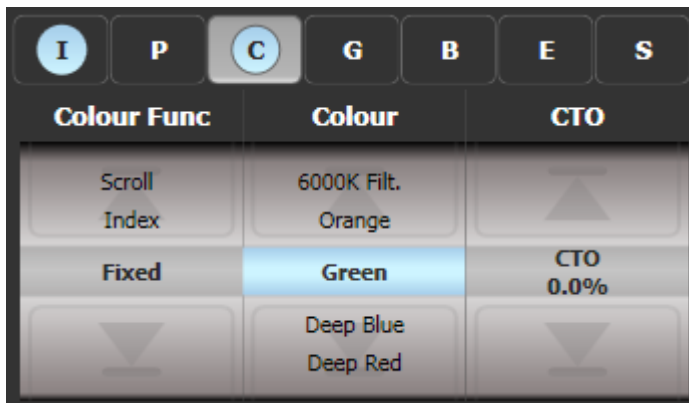 I P C G B E S
Colour Func Colour CTO
Scroll 6000K Filt.
Index Orange
Fixed Green CTO
0.0%
Deep Blue
Deep Red